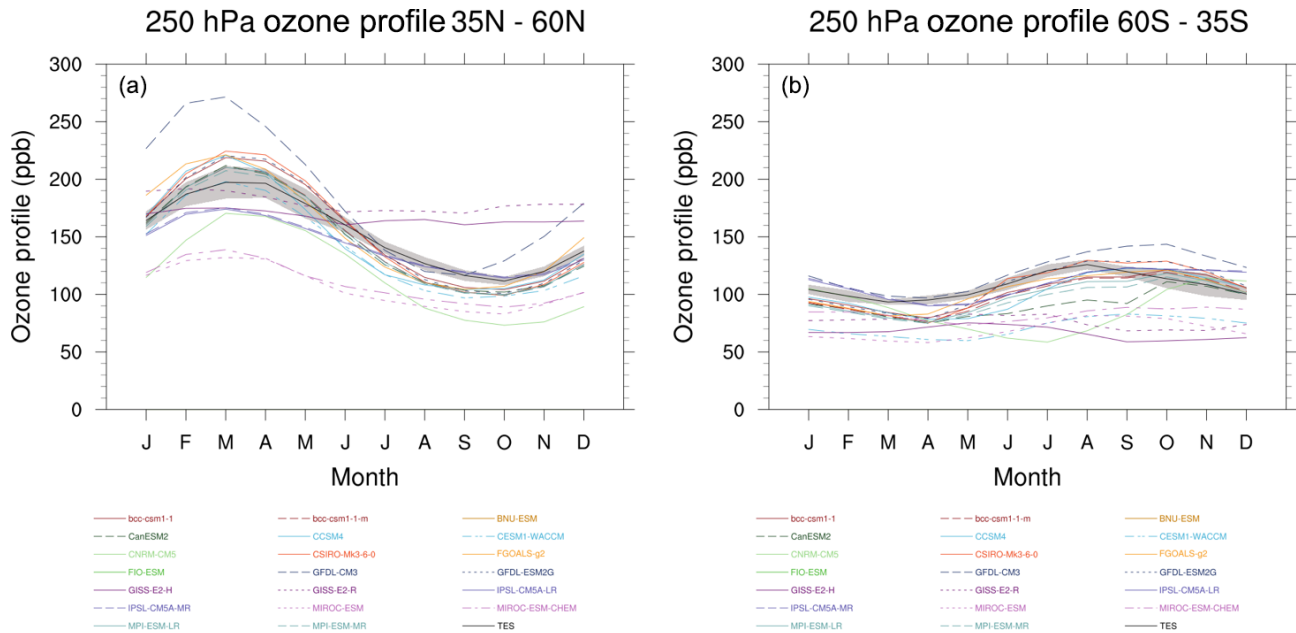 250 hPa ozone profile 35N - 60N
(a)
Ozone profile (ppb)
300
250
200
150
100
50
0
J F M A M J J A S O N D
Month
bcc-csm1-1 bcc-csm1-1-m BNU-ESM
CanESM2 CCSM4 CESM1-WACCM
CNRM-CM5 CSIRO-Mk3-6-0 FGOALS-g2
FIO-ESM GFDL-CM3 GFDL-ESM2G
GISS-E2-H GISS-E2-R IPSL-CM5A-LR
IPSL-CM5A-MR MIROC-ESM MIROC-ESM-CHEM
MPI-ESM-LR MPI-ESM-MR TES
250 hPa ozone profile 60S - 35S
(b)
Ozone profile (ppb)
300
250
200
150
100
50
0
J F M A M J J A S O N D
Month
bcc-csm1-1 bcc-csm1-1-m BNU-ESM
CanESM2 CCSM4 CESM1-WACCM
CNRM-CM5 CSIRO-Mk3-6-0 FGOALS-g2
FIO-ESM GFDL-CM3 GFDL-ESM2G
GISS-E2-H GISS-E2-R IPSL-CM5A-LR
IPSL-CM5A-MR MIROC-ESM MIROC-ESM-CHEM
MPI-ESM-LR MPI-ESM-MR TES